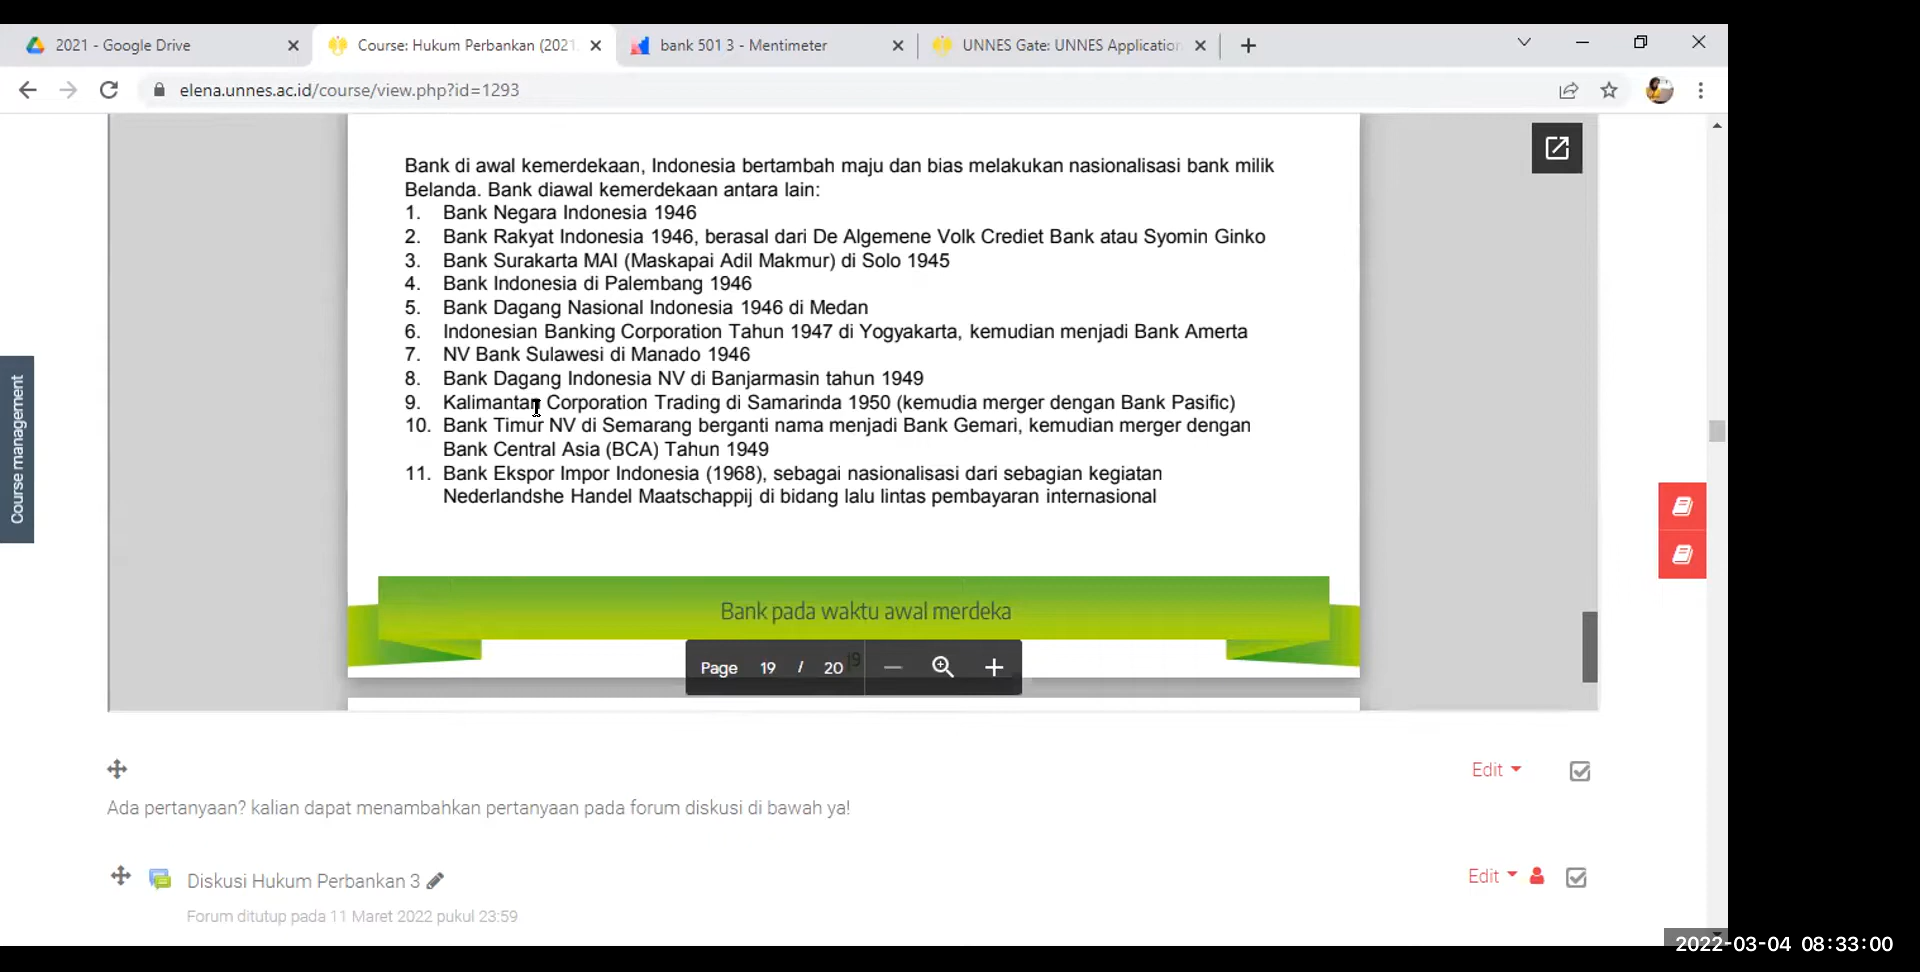 2021 - Google Drive
Course: Hukum Perbankan (2021
bank 501 3 - Mentimeter
UNNES Gate: UNNES Application
elena.unnes.ac.id/course/view.php?id=1293
Bank di awal kemerdekaan, Indonesia bertambah maju dan bias melakukan nasionalisasi bank milik
Belanda. Bank diawal kemerdekaan antara lain:
1. Bank Negara Indonesia 1946
2. Bank Rakyat Indonesia 1946, berasal dari De Algemene Volk Crediet Bank atau Syomin Ginko
3. Bank Surakarta MAI (Maskapai Adil Makmur) di Solo 1945
4. Bank Indonesia di Palembang 1946
5. Bank Dagang Nasional Indonesia 1946 di Medan
6. Indonesian Banking Corporation Tahun 1947 di Yogyakarta, kemudian menjadi Bank Amerta
7. NV Bank Sulawesi di Manado 1946
8. Bank Dagang Indonesia NV di Banjarmasin tahun 1949
9. Kalimantan Corporation Trading di Samarinda 1950 (kemudia merger dengan Bank Pasific)
10. Bank Timur NV di Semarang berganti nama menjadi Bank Gemari, kemudian merger dengan
Bank Central Asia (BCA) Tahun 1949
11. Bank Ekspor Impor Indonesia (1968), sebagai nasionalisasi dari sebagian kegiatan
Nederlandshe Handel Maatschappij di bidang lalu lintas pembayaran internasional
Course management
Bank pada waktu awal merdeka
Page 19 / 20
19
Edit
Ada pertanyaan? kalian dapat menambahkan pertanyaan pada forum diskusi di bawah ya!
Diskusi Hukum Perbankan 3
Edit
Forum ditutup pada 11 Maret 2022 pukul 23:59
2022-03-04 08:33:00